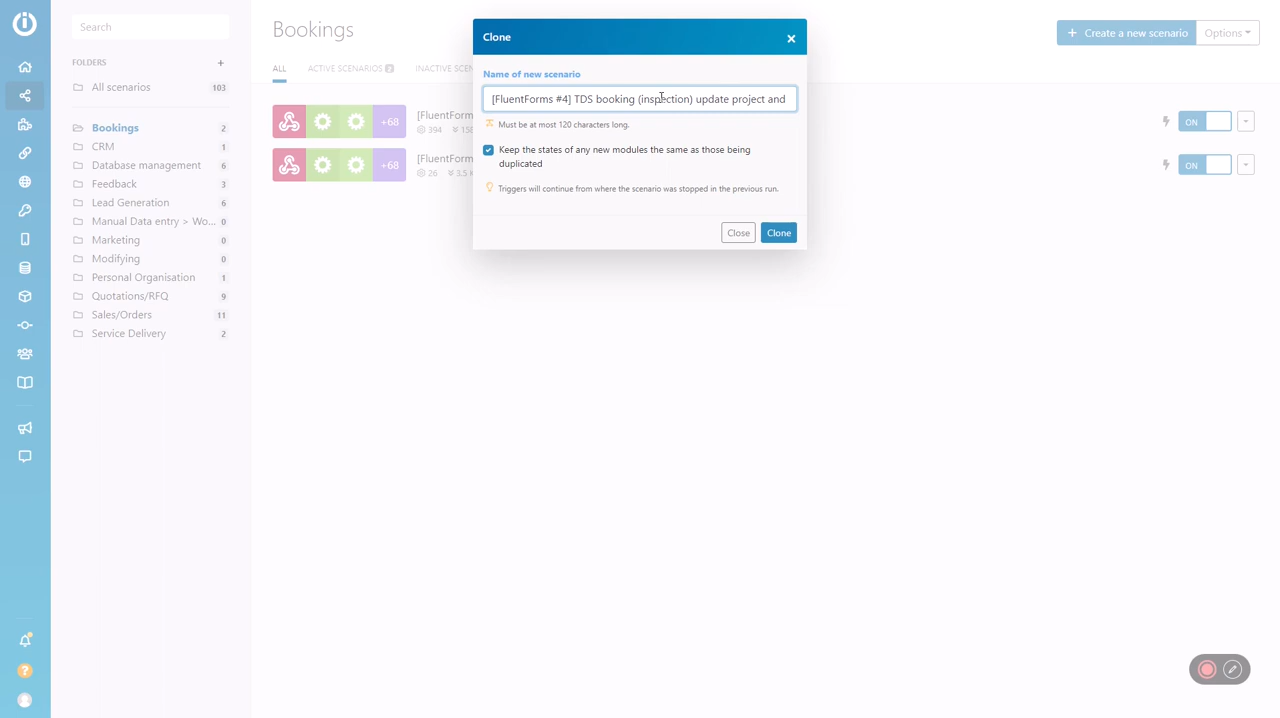 Search
Bookings
Create a new scenario
Options
FOLDERS
+
All scenarios 103
Bookings 2
CRM 1
Database management 6
Feedback 3
Lead Generation 6
Manual Data entry > Wo... 0
Marketing 0
Modifying 0
Personal Organisation 1
Quotations/RFQ 9
Sales/Orders 11
Service Delivery 2
ALL
ACTIVE SCENARIOS 2
INACTIVE SCEN
+68
[FluentForm
394
ON
+68
[FluentForm
26
ON
Clone
×
Name of new scenario
[FluentForms #4] TDS booking (inspection) update project and
Must be at most 120 characters long.
Keep the states of any new modules the same as those being
duplicated
Triggers will continue from where the scenario was stopped in the previous run.
Close
Clone